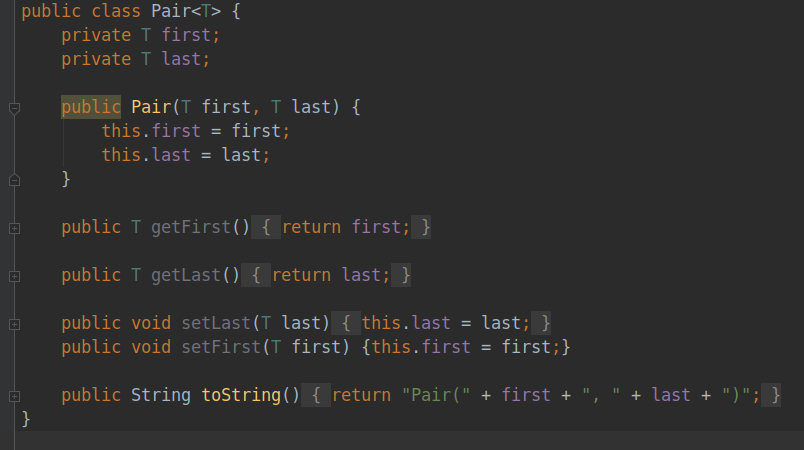 public class Pair<T> {
    private T first;
    private T last;

    public Pair(T first, T last) {
        this.first = first;
        this.last = last;
    }

    public T getFirst() { return first; }

    public T getLast() { return last; }

    public void setLast(T last) { this.last = last; }
    public void setFirst(T first) {this.first = first;}

    public String toString() { return "Pair(" + first + ", " + last + ")"; }
}